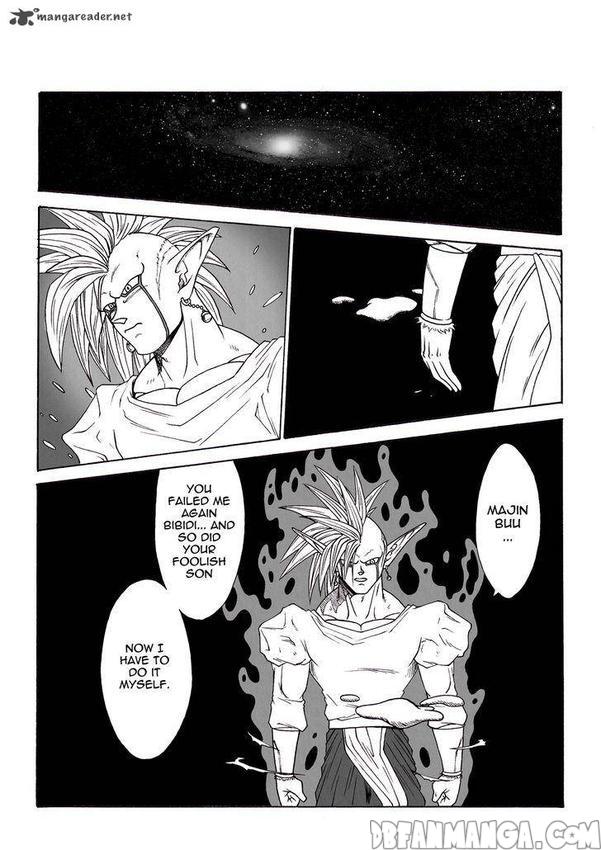 mangareader.net
MAJIN
BUU
...
YOU
FAILED ME
AGAIN
BIBIDI... AND
SO DID
YOUR
FOOLISH
SON
NOW I
HAVE TO
DO IT
MYSELF.
DBFANMANGA.COM